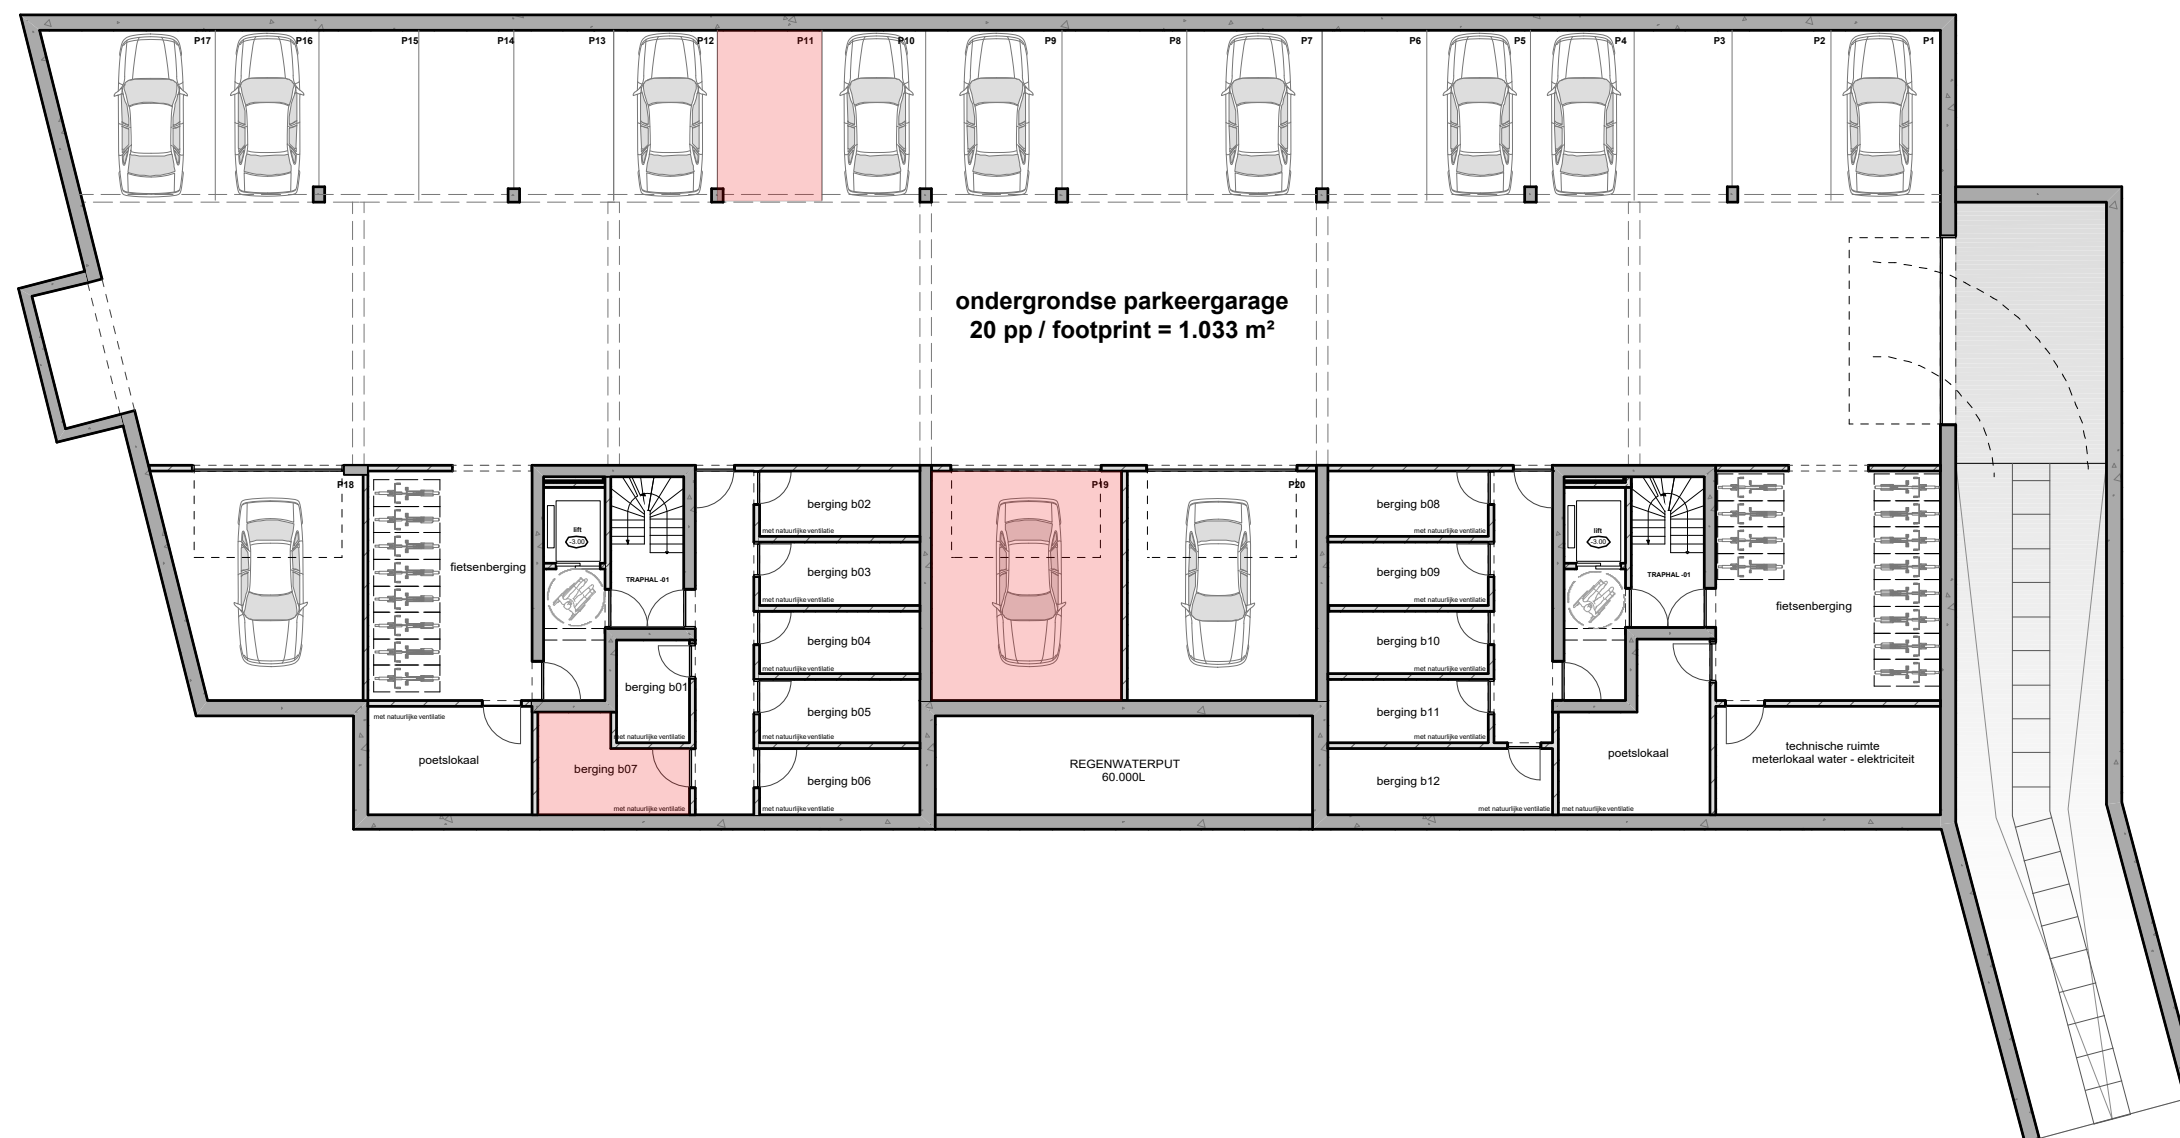 P17
P16
P15
P14
P13
P12
P11
P10
P9
P8
P7
P6
P5
P4
P3
P2
P1
ondergrondse parkeergarage
20 pp / footprint = 1.033 m²
P18
P19
P20
lift
-3.00
TRAPHAL -01
fietsenberging
berging b01
met natuurlijke ventilatie
berging b02
met natuurlijke ventilatie
berging b03
met natuurlijke ventilatie
berging b04
met natuurlijke ventilatie
berging b05
met natuurlijke ventilatie
berging b06
met natuurlijke ventilatie
met natuurlijke ventilatie
poetslokaal
berging b07
met natuurlijke ventilatie
REGENWATERPUT
60.000L
berging b08
met natuurlijke ventilatie
berging b09
met natuurlijke ventilatie
berging b10
met natuurlijke ventilatie
berging b11
met natuurlijke ventilatie
berging b12
met natuurlijke ventilatie
lift
-3.00
TRAPHAL -01
fietsenberging
poetslokaal
met natuurlijke ventilatie
technische ruimte
meterlokaal water - elektriciteit